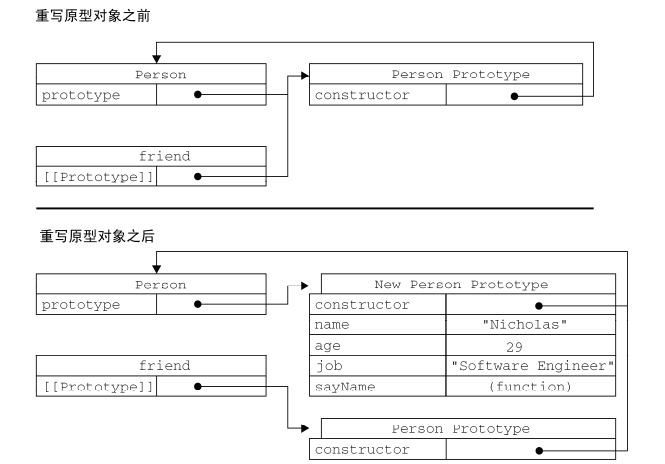 重写原型对象之前
Person
prototype
Person Prototype
constructor
friend
[[Prototype]]
重写原型对象之后
Person
prototype
New Person Prototype
constructor
name "Nicholas"
age 29
job "Software Engineer"
sayName (function)
friend
[[Prototype]]
Person Prototype
constructor